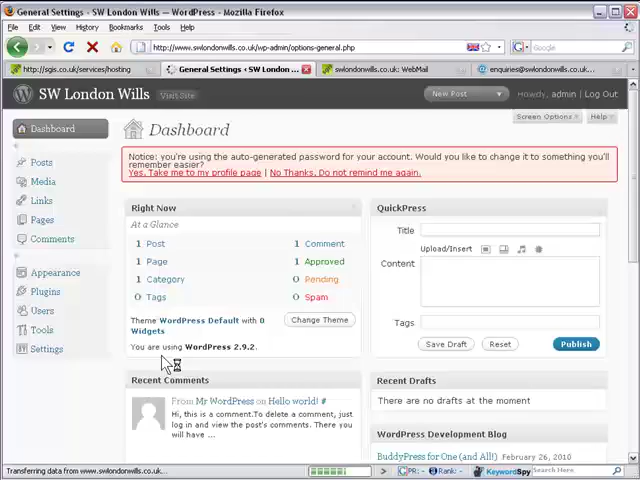 General Settings ‹ SW London Wills — WordPress - Mozilla Firefox
File Edit View History Bookmarks Tools Help
http://www.swlondonwills.co.uk/wp-admin/options-general.php
Google
http://sgis.co.uk/services/hosting
General Settings ‹ SW London ...
swlondonwills.co.uk: WebMail
enquiries@swlondonwills.co.uk...
SW London Wills Visit Site
New Post
Howdy, admin | Log Out
Screen Options Help
Dashboard
Dashboard
Notice: you're using the auto-generated password for your account. Would you like to change it to something you'll
remember easier?
Yes, Take me to my profile page | No Thanks, Do not remind me again.
Posts
Media
Links
Pages
Comments
Appearance
Plugins
Users
Tools
Settings
Right Now
At a Glance
1 Post 1 Comment
1 Page 1 Approved
1 Category 0 Pending
0 Tags 0 Spam
Theme WordPress Default with 0
Widgets
Change Theme
You are using WordPress 2.9.2.
QuickPress
Title
Upload/Insert
Content
Tags
Save Draft Reset Publish
Recent Comments
From Mr WordPress on Hello world! #
Hi, this is a comment.To delete a comment, just
log in and view the post's comments. There
you will have ...
Recent Drafts
There are no drafts at the moment
WordPress Development Blog
BuddyPress for One (and All!) February 26, 2010
Transferring data from www.swlondonwills.co.uk...
PR: Rank: KeywordSpy Search Here